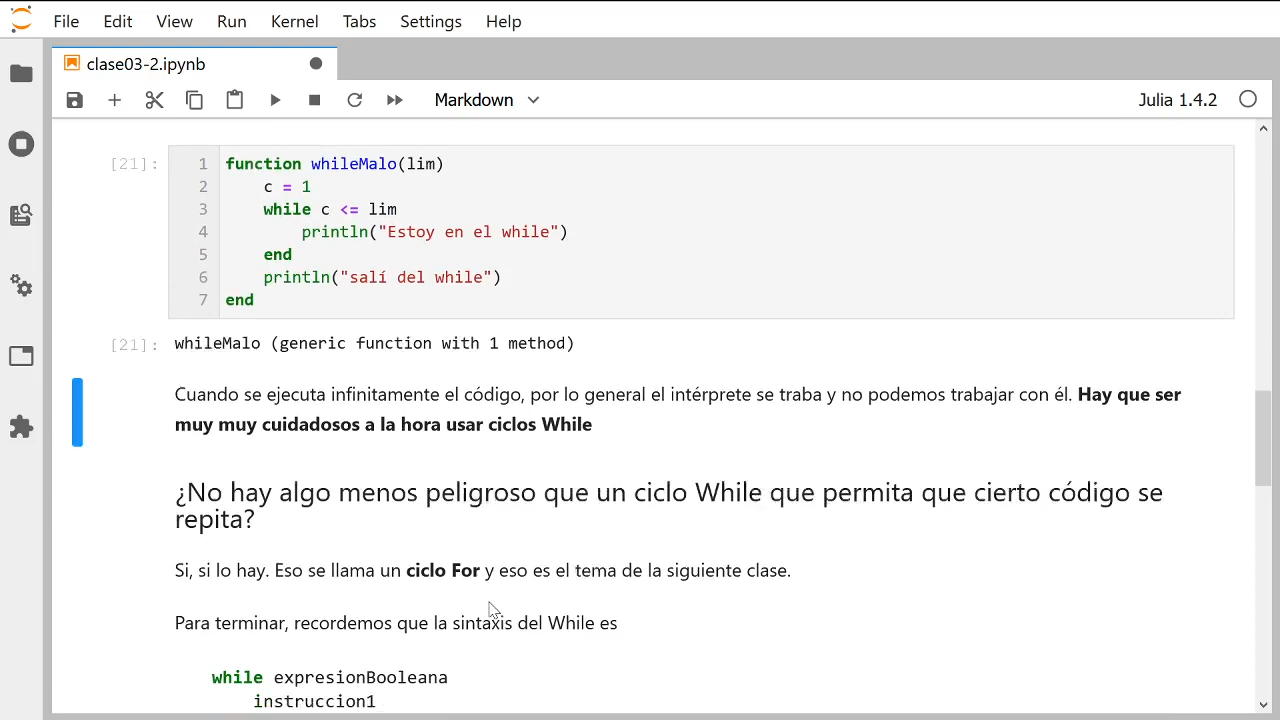 File Edit View Run Kernel Tabs Settings Help
clase03-2.ipynb
Markdown Julia 1.4.2
[21]: 1 function whileMalo(lim)
2 c = 1
3 while c <= lim
4 println("Estoy en el while")
5 end
6 println("salí del while")
7 end
[21]: whileMalo (generic function with 1 method)
Cuando se ejecuta infinitamente el código, por lo general el intérprete se traba y no podemos trabajar con él. Hay que ser
muy muy cuidadosos a la hora usar ciclos While
¿No hay algo menos peligroso que un ciclo While que permita que cierto código se
repita?
Si, si lo hay. Eso se llama un ciclo For y eso es el tema de la siguiente clase.
Para terminar, recordemos que la sintaxis del While es
while expresionBooleana
instruccion1